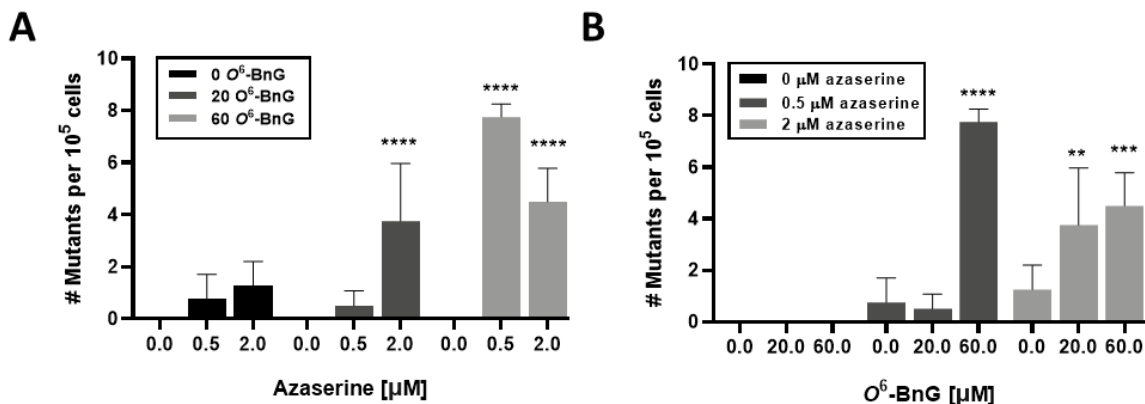 A
# Mutants per 10⁵ cells
10
8
6
4
2
0
0 O⁶-BnG
20 O⁶-BnG
60 O⁶-BnG
****
****
****
0.0 0.5 2.0 0.0 0.5 2.0 0.0 0.5 2.0
Azaserine [µM]
B
# Mutants per 10⁵ cells
10
8
6
4
2
0
0 µM azaserine
0.5 µM azaserine
2 µM azaserine
****
** ***
0.0 20.0 60.0 0.0 20.0 60.0 0.0 20.0 60.0
O⁶-BnG [µM]